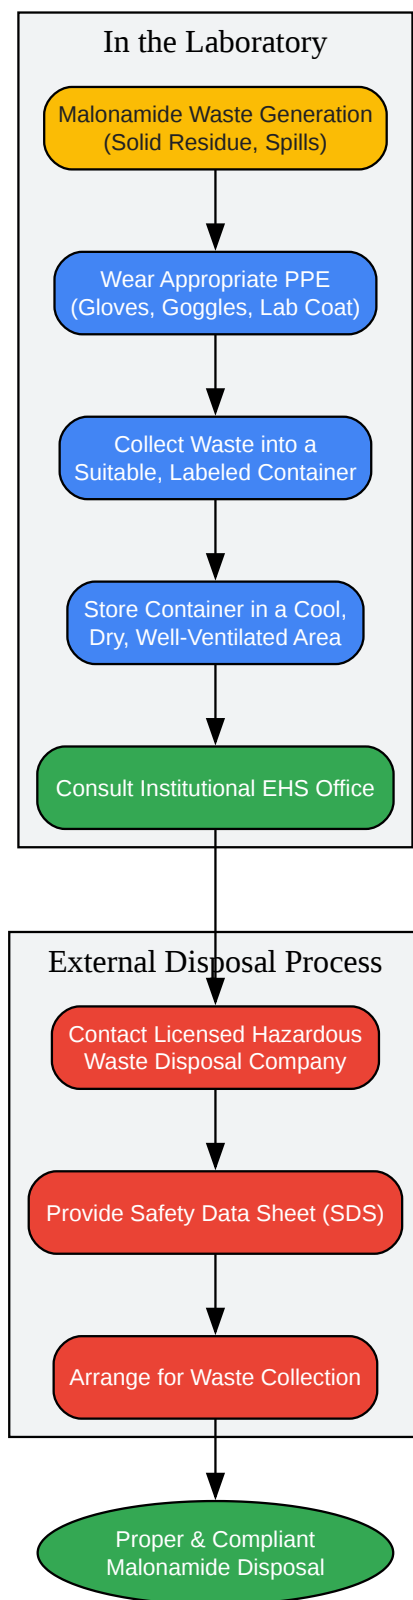 In the Laboratory
Malonamide Waste Generation
(Solid Residue, Spills)
Wear Appropriate PPE
(Gloves, Goggles, Lab Coat)
Collect Waste into a
Suitable, Labeled Container
Store Container in a Cool,
Dry, Well-Ventilated Area
Consult Institutional EHS Office
External Disposal Process
Contact Licensed Hazardous
Waste Disposal Company
Provide Safety Data Sheet (SDS)
Arrange for Waste Collection
Proper & Compliant
Malonamide Disposal